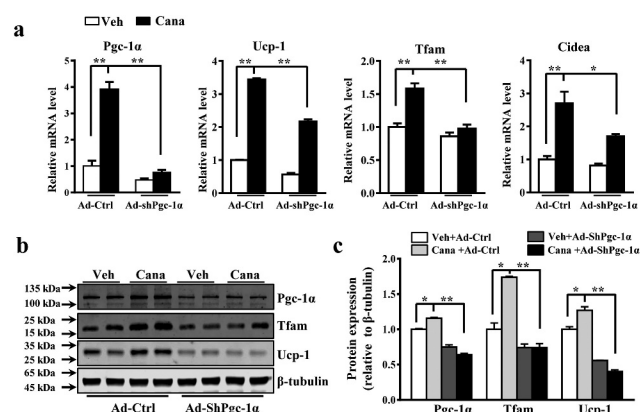 a
Veh Cana
Pgc-1α
Relative mRNA level
5
4
3
2
1
0
** **
Ad-Ctrl Ad-shPgc-1α
Ucp-1
Relative mRNA level
4
3
2
1
0
** **
Ad-Ctrl Ad-shPgc-1α
Tfam
Relative mRNA level
2.0
1.5
1.0
0.5
0.0
** **
Ad-Ctrl Ad-shPgc-1α
Cidea
Relative mRNA level
4
3
2
1
0
** *
Ad-Ctrl Ad-shPgc-1α
b
Veh Cana Veh Cana
135 kDa
100 kDa
Pgc-1α
25 kDa
15 kDa
Tfam
35 kDa
25 kDa
Ucp-1
65 kDa
45 kDa
β-tubulin
Ad-Ctrl Ad-ShPgc-1α
c
Veh+Ad-Ctrl Veh+Ad-ShPgc-1α
Cana +Ad-Ctrl Cana +Ad-ShPgc-1α
Protein expression
(relative to β-tubulin)
2.0
1.5
1.0
0.5
0.0
* ** * ** * **
Pgc-1α Tfam Ucp-1